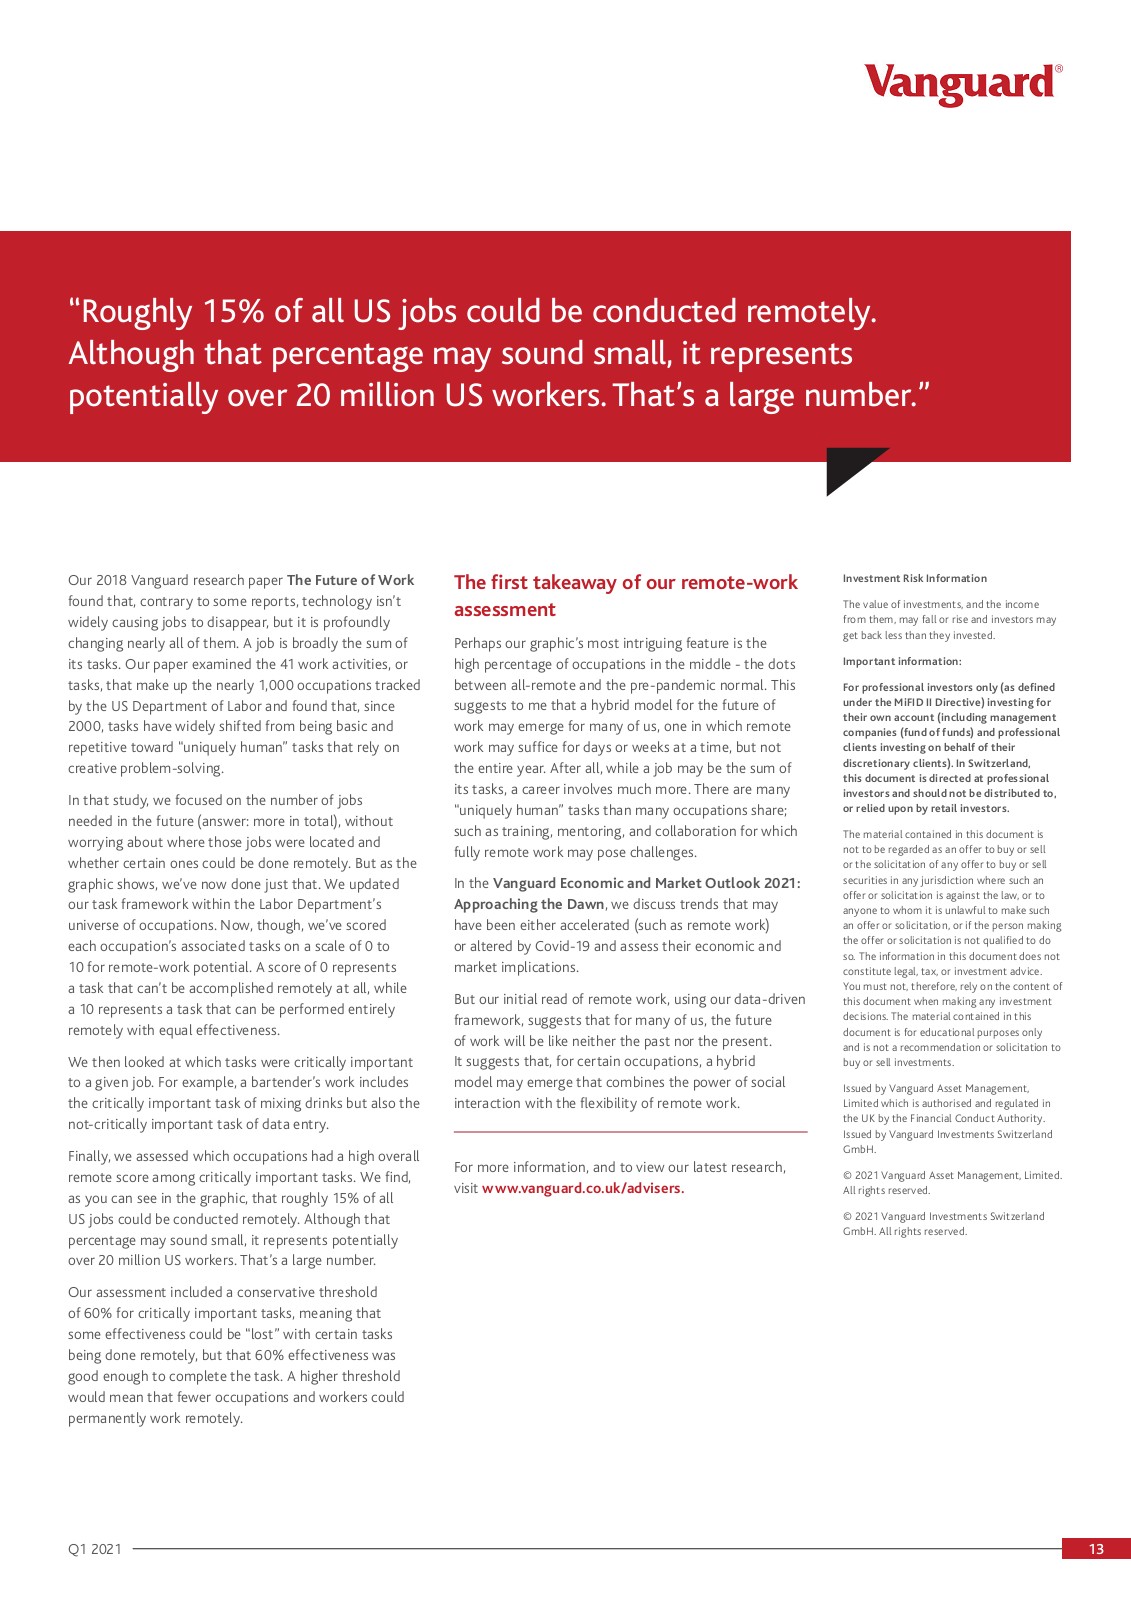 Vanguard®
“Roughly 15% of all US jobs could be conducted remotely.
Although that percentage may sound small, it represents
potentially over 20 million US workers. That’s a large number.”
Our 2018 Vanguard research paper The Future of Work
found that, contrary to some reports, technology isn’t
widely causing jobs to disappear, but it is profoundly
changing nearly all of them. A job is broadly the sum of
its tasks. Our paper examined the 41 work activities, or
tasks, that make up the nearly 1,000 occupations tracked
by the US Department of Labor and found that, since
2000, tasks have widely shifted from being basic and
repetitive toward “uniquely human” tasks that rely on
creative problem-solving.
In that study, we focused on the number of jobs
needed in the future (answer: more in total), without
worrying about where those jobs were located and
whether certain ones could be done remotely. But as the
graphic shows, we’ve now done just that. We updated
our task framework within the Labor Department’s
universe of occupations. Now, though, we’ve scored
each occupation’s associated tasks on a scale of 0 to
10 for remote-work potential. A score of 0 represents
a task that can’t be accomplished remotely at all, while
a 10 represents a task that can be performed entirely
remotely with equal effectiveness.
We then looked at which tasks were critically important
to a given job. For example, a bartender’s work includes
the critically important task of mixing drinks but also the
not-critically important task of data entry.
Finally, we assessed which occupations had a high overall
remote score among critically important tasks. We find,
as you can see in the graphic, that roughly 15% of all
US jobs could be conducted remotely. Although that
percentage may sound small, it represents potentially
over 20 million US workers. That’s a large number.
Our assessment included a conservative threshold
of 60% for critically important tasks, meaning that
some effectiveness could be “lost” with certain tasks
being done remotely, but that 60% effectiveness was
good enough to complete the task. A higher threshold
would mean that fewer occupations and workers could
permanently work remotely.
The first takeaway of our remote-work
assessment
Perhaps our graphic’s most intriguing feature is the
high percentage of occupations in the middle - the dots
between all-remote and the pre-pandemic normal. This
suggests to me that a hybrid model for the future of
work may emerge for many of us, one in which remote
work may suffice for days or weeks at a time, but not
the entire year. After all, while a job may be the sum of
its tasks, a career involves much more. There are many
“uniquely human” tasks than many occupations share;
such as training, mentoring, and collaboration for which
fully remote work may pose challenges.
In the Vanguard Economic and Market Outlook 2021:
Approaching the Dawn, we discuss trends that may
have been either accelerated (such as remote work)
or altered by Covid-19 and assess their economic and
market implications.
But our initial read of remote work, using our data-driven
framework, suggests that for many of us, the future
of work will be like neither the past nor the present.
It suggests that, for certain occupations, a hybrid
model may emerge that combines the power of social
interaction with the flexibility of remote work.
For more information, and to view our latest research,
visit www.vanguard.co.uk/advisers.
Investment Risk Information
The value of investments, and the income
from them, may fall or rise and investors may
get back less than they invested.
Important information:
For professional investors only (as defined
under the MiFID II Directive) investing for
their own account (including management
companies (fund of funds) and professional
clients investing on behalf of their
discretionary clients). In Switzerland,
this document is directed at professional
investors and should not be distributed to,
or relied upon by retail investors.
The material contained in this document is
not to be regarded as an offer to buy or sell
or the solicitation of any offer to buy or sell
securities in any jurisdiction where such an
offer or solicitation is against the law, or to
anyone to whom it is unlawful to make such
an offer or solicitation, or if the person making
the offer or solicitation is not qualified to do
so. The information in this document does not
constitute legal, tax, or investment advice.
You must not, therefore, rely on the content of
this document when making any investment
decisions. The material contained in this
document is for educational purposes only
and is not a recommendation or solicitation to
buy or sell investments.
Issued by Vanguard Asset Management,
Limited which is authorised and regulated in
the UK by the Financial Conduct Authority.
Issued by Vanguard Investments Switzerland
GmbH.
© 2021 Vanguard Asset Management, Limited.
All rights reserved.
© 2021 Vanguard Investments Switzerland
GmbH. All rights reserved.
Q1 2021
13